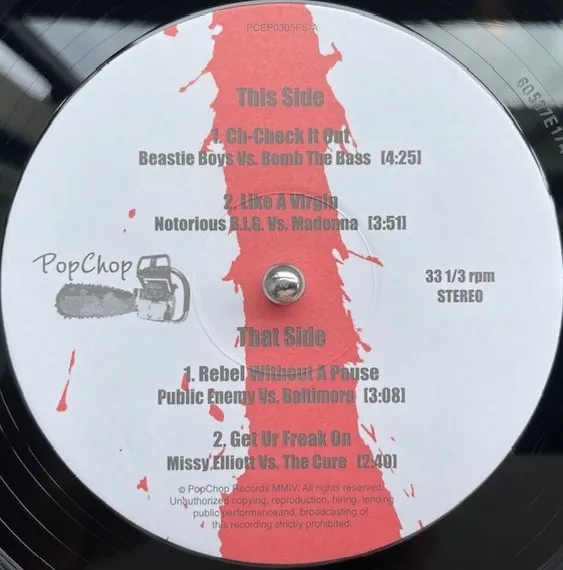 PCEP0305FS-A
This Side
1. Ch-Check It Out
Beastie Boys Vs. Bomb The Bass [4:25]
2. Like A Virgin
Notorious B.I.G. Vs. Madonna [3:51]
PopChop
33 1/3 rpm
STEREO
That Side
1. Rebel Without A Pause
Public Enemy Vs. Baltimore [3:08]
2. Get Ur Freak On
Missy Elliott Vs. The Cure [2:40]
© PopChop Records MMIV. All rights reserved.
Unauthorized copying, reproduction, hiring, lending
public performanceand, broadcasting of
this recording strictly prohibited.